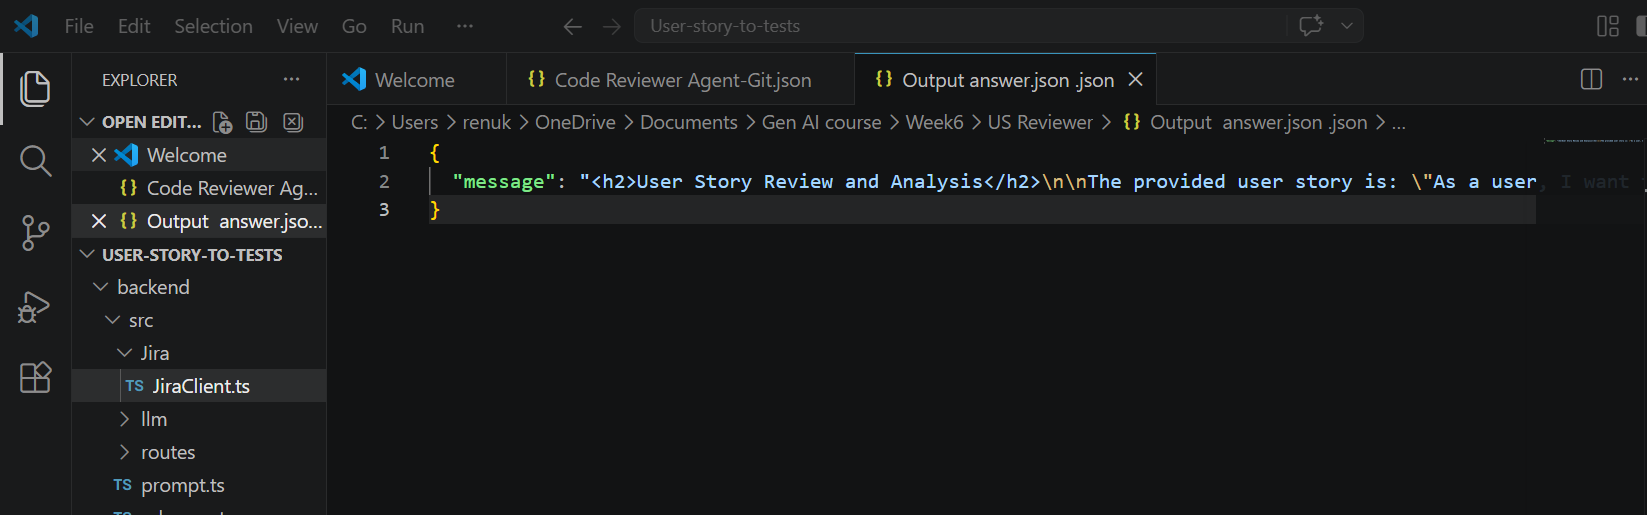 File Edit Selection View Go Run ···
User-story-to-tests
EXPLORER ···
Welcome
Code Reviewer Agent-Git.json
Output answer.json .json
···
OPEN EDIT...
Welcome
Code Reviewer Ag...
Output answer.jso...
USER-STORY-TO-TESTS
backend
src
Jira
TS JiraClient.ts
llm
routes
TS prompt.ts
TS
C: > Users > renuk > OneDrive > Documents > Gen AI course > Week6 > US Reviewer > {} Output answer.json .json > ...
1 {
2 "message": "<h2>User Story Review and Analysis</h2>\n\nThe provided user story is: \"As a user, I want
3 }